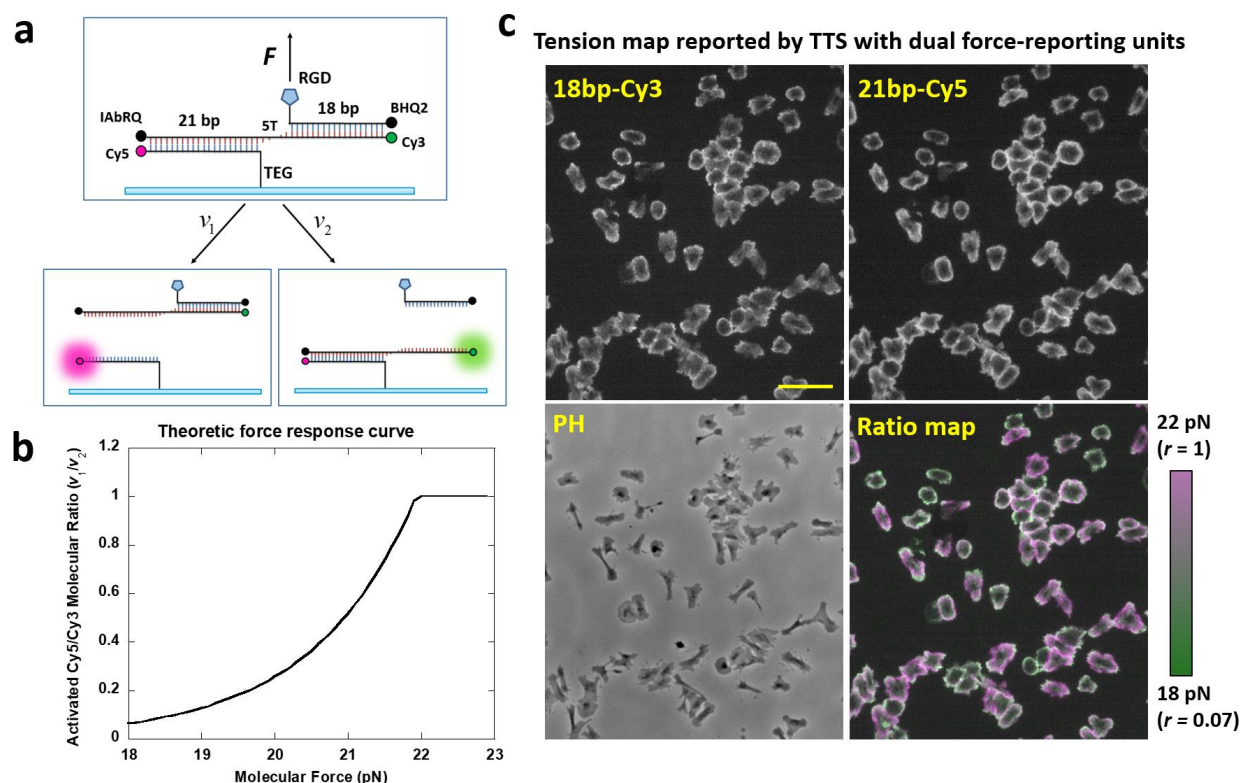 a
F
RGD
IAbRQ
21 bp
5T
18 bp
BHQ2
Cy5
Cy3
TEG
v1
v2
b
Theoretic force response curve
Activated Cy5/Cy3 Molecular Ratio (v1/v2)
1.2
1
0.8
0.6
0.4
0.2
0
18
19
20
21
22
23
Molecular Force (pN)
c
Tension map reported by TTS with dual force-reporting units
18bp-Cy3
21bp-Cy5
PH
Ratio map
22 pN
(r = 1)
18 pN
(r = 0.07)